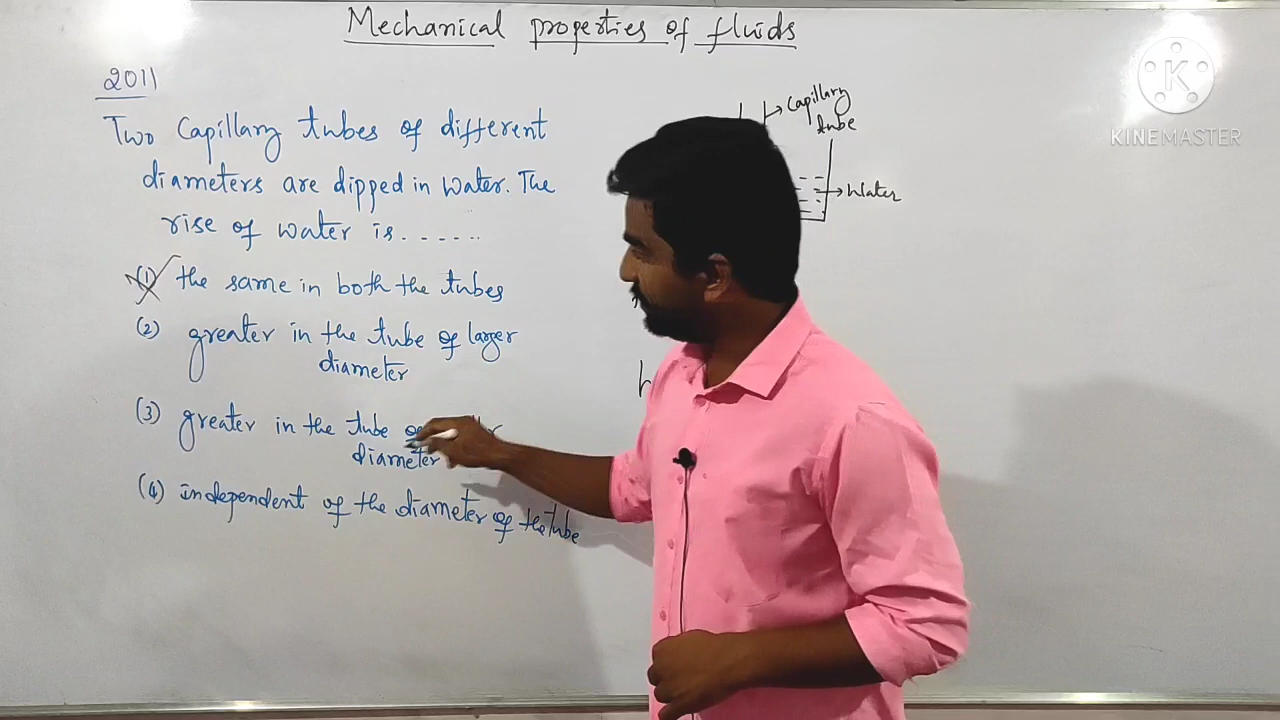 Mechanical properties of fluids
2011
Two Capillary tubes of different
diameters are dipped in water. The
rise of water is......
(1) the same in both the tubes
(2) greater in the tube of larger
diameter
(3) greater in the tube
diameter
(4) independent of the diameter of the tube
Capillary
tube
Water
h
K
KINEMASTER